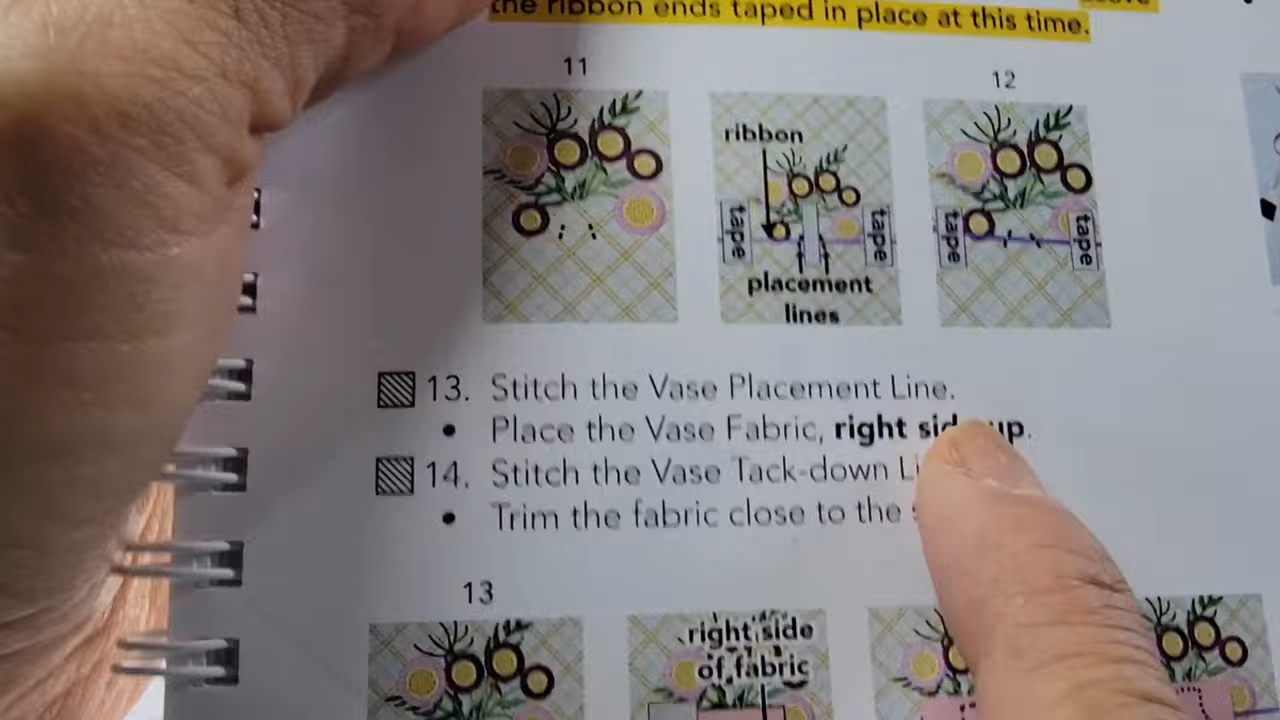 the ribbon ends taped in place at this time.
11
12
ribbon
tape
tape
placement
lines
tape
tape
13. Stitch the Vase Placement Line.
• Place the Vase Fabric, right side up.
14. Stitch the Vase Tack-down
• Trim the fabric close to the
13
right side
of fabric